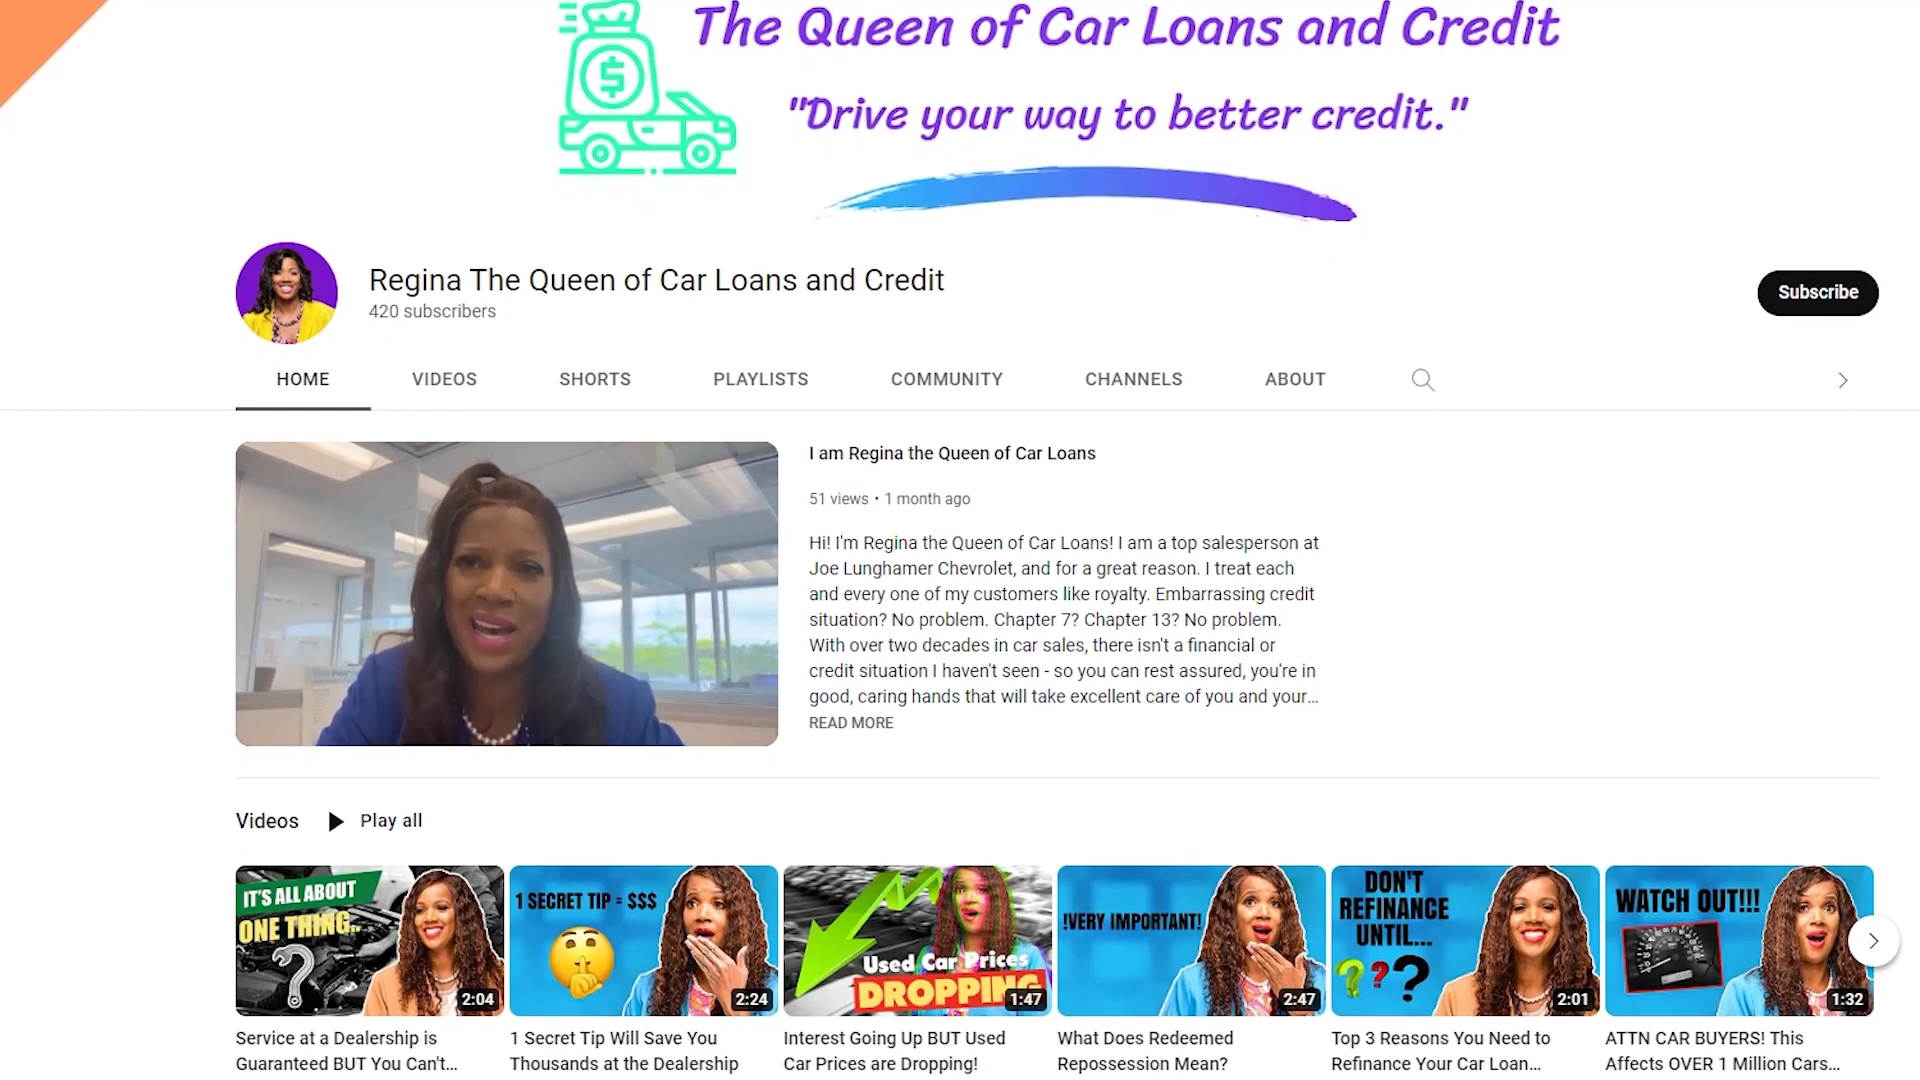 The Queen of Car Loans and Credit
"Drive your way to better credit."
$
Regina The Queen of Car Loans and Credit
420 subscribers
Subscribe
HOME
VIDEOS
SHORTS
PLAYLISTS
COMMUNITY
CHANNELS
ABOUT
I am Regina the Queen of Car Loans
51 views • 1 month ago
Hi! I'm Regina the Queen of Car Loans! I am a top salesperson at
Joe Lunghamer Chevrolet, and for a great reason. I treat each
and every one of my customers like royalty. Embarrassing credit
situation? No problem. Chapter 7? Chapter 13? No problem.
With over two decades in car sales, there isn't a financial or
credit situation I haven't seen - so you can rest assured, you're in
good, caring hands that will take excellent care of you and your...
READ MORE
Videos
Play all
IT'S ALL ABOUT
ONE THING..
?
2:04
1 SECRET TIP = $$$
2:24
Used Car Prices
DROPPING
1:47
!VERY IMPORTANT!
2:47
DON'T
REFINANCE
UNTIL...
???
2:01
WATCH OUT!!!
1:32
Service at a Dealership is
Guaranteed BUT You Can't...
1 Secret Tip Will Save You
Thousands at the Dealership
Interest Going Up BUT Used
Car Prices are Dropping!
What Does Redeemed
Repossession Mean?
Top 3 Reasons You Need to
Refinance Your Car Loan...
ATTN CAR BUYERS! This
Affects OVER 1 Million Cars...